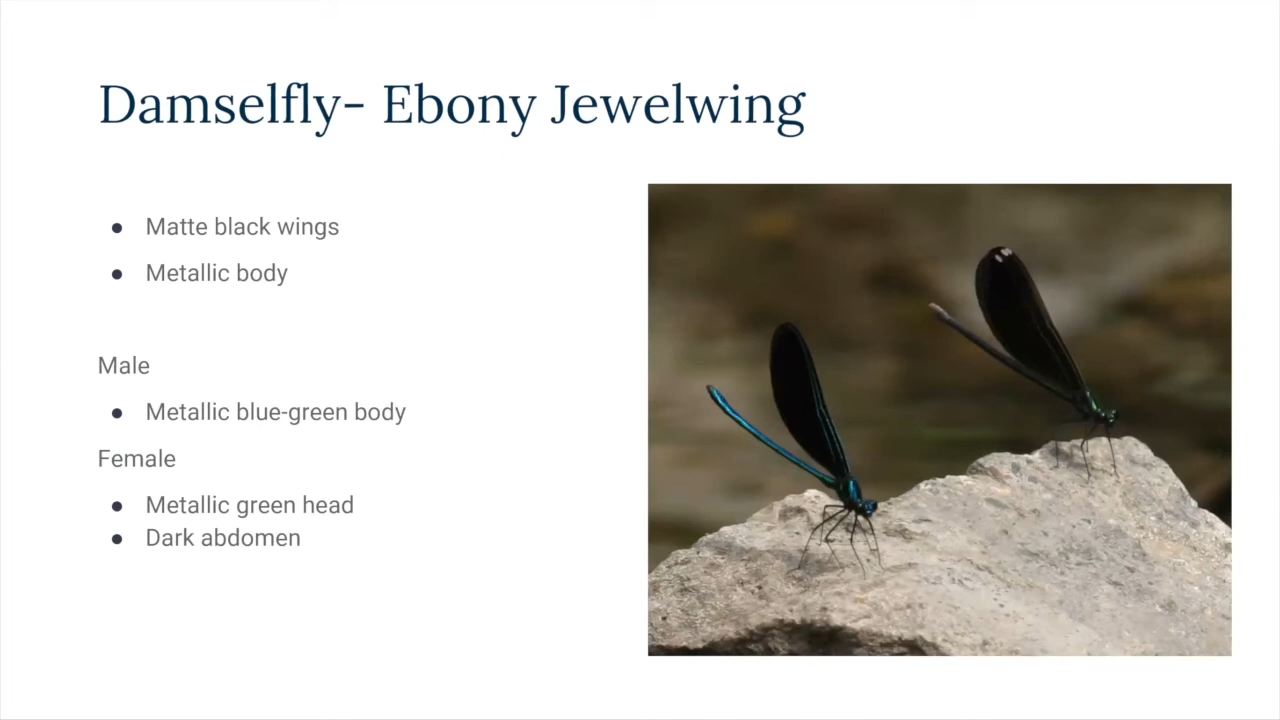 Damselfly- Ebony Jewelwing
● Matte black wings
● Metallic body
Male
● Metallic blue-green body
Female
● Metallic green head
● Dark abdomen